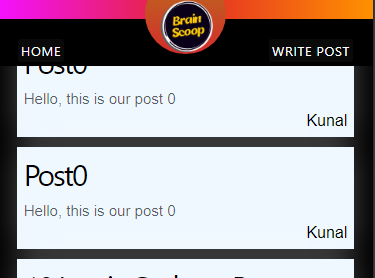 Brain
Scoop
HOME
WRITE POST
Post0
Hello, this is our post 0
Kunal
Post0
Hello, this is our post 0
Kunal